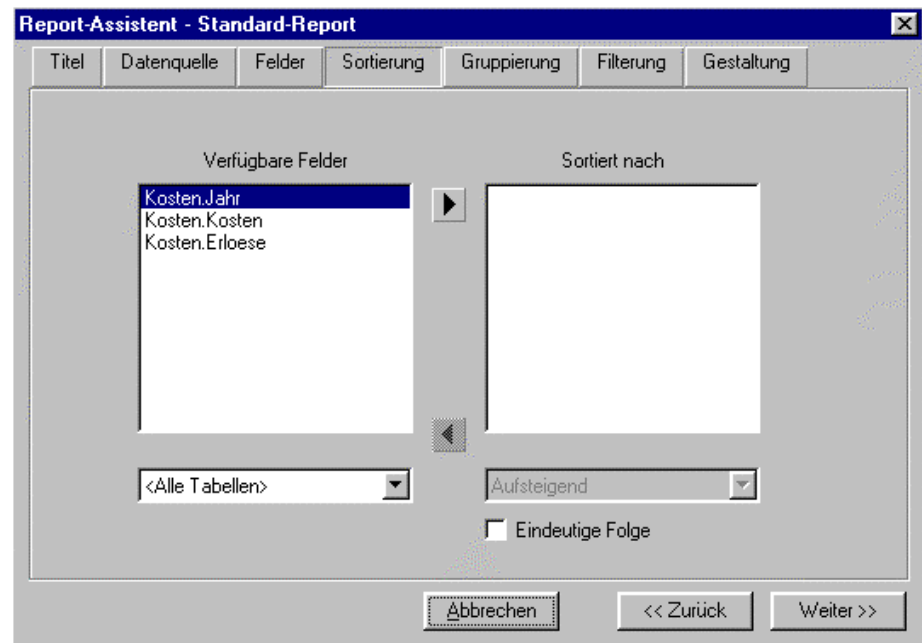 Report-Assistent - Standard-Report
Titel Datenquelle Felder Sortierung Gruppierung Filterung Gestaltung
Verfügbare Felder Sortiert nach
Kosten.Jahr
Kosten.Kosten
Kosten.Erloese
<Alle Tabellen> Aufsteigend
Eindeutige Folge
Abbrechen << Zurück Weiter >>